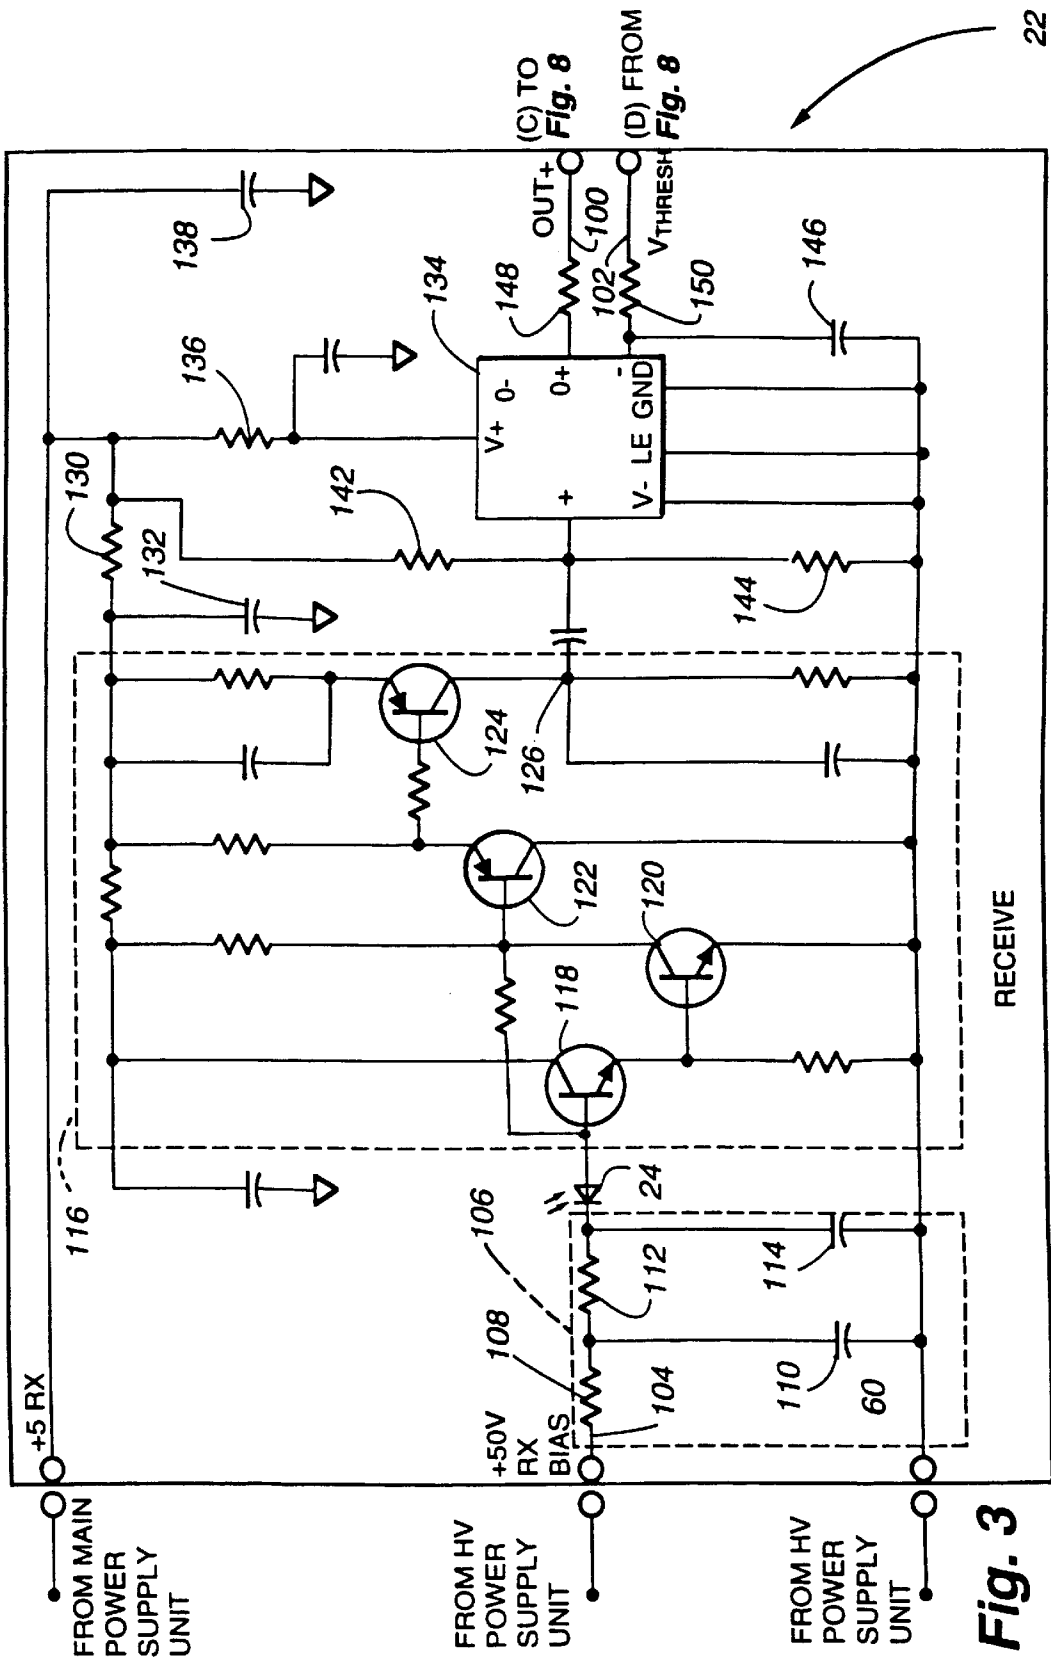 FROM MAIN
POWER
SUPPLY
UNIT
+5 RX
116
130
132
136
138
142
134
V+
O-
O+
+
-
V-
LE
GND
OUT+
(C) TO
Fig. 8
100
148
102
150
(D) FROM
Fig. 8
VTHRESH
146
144
124
126
122
120
118
24
106
112
114
108
104
110
60
+50V
RX
BIAS
FROM HV
POWER
SUPPLY
UNIT
FROM HV
POWER
SUPPLY
UNIT
RECEIVE
22
Fig. 3